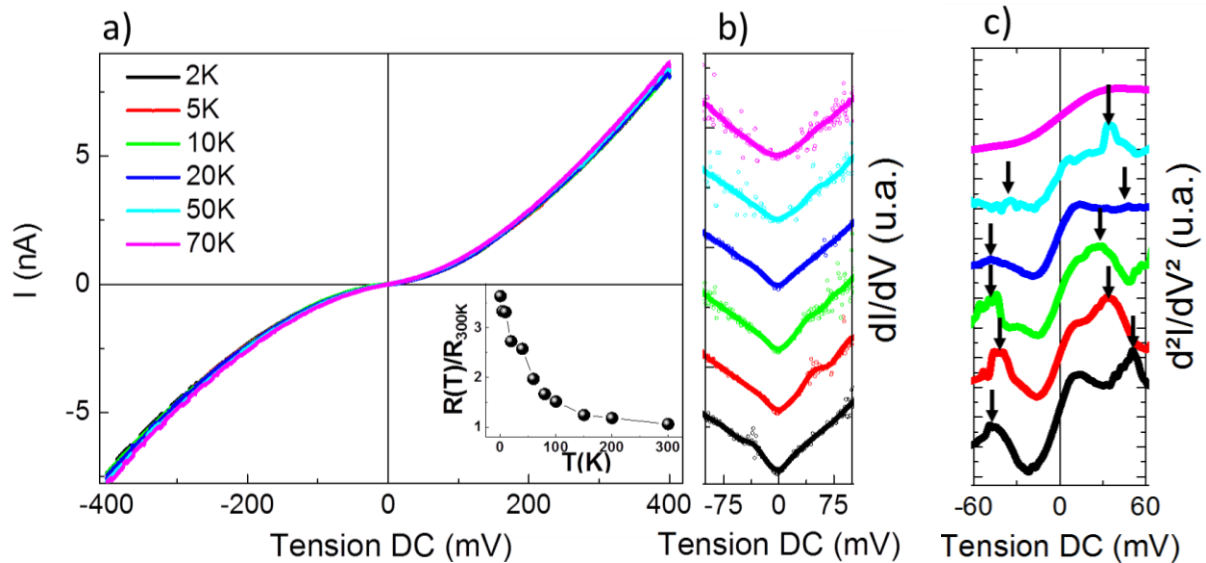 a)
b)
c)
2K
5K
10K
20K
50K
70K
I (nA)
5
0
-5
-400
-200
0
200
400
Tension DC (mV)
R(T)/R300K
3
2
1
0
100
200
300
T(K)
-75
0
75
Tension DC (mV)
dI/dV (u.a.)
-60
0
60
Tension DC (mV)
d²I/dV² (u.a.)